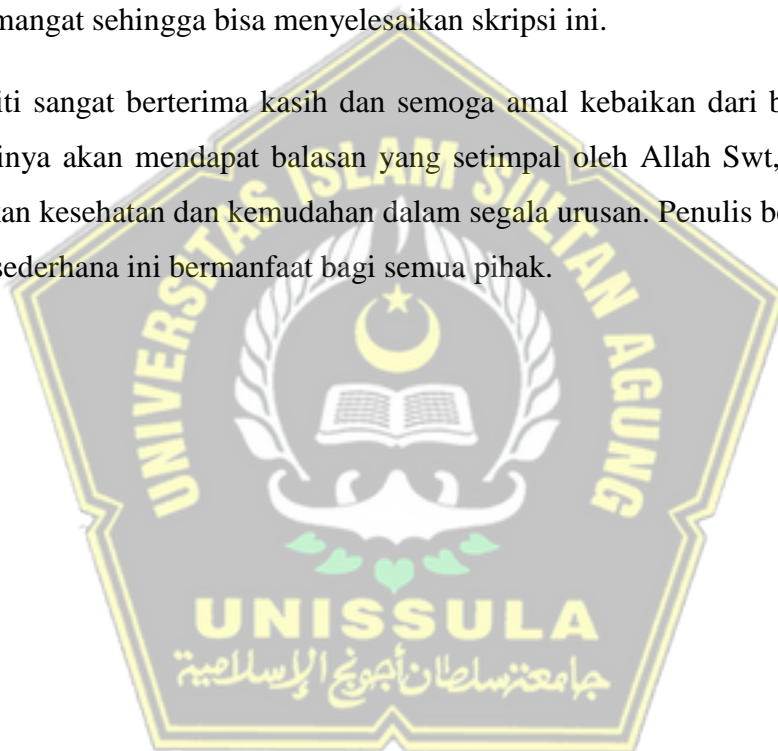 mangat sehingga bisa menyelesaikan skripsi ini.
iti sangat berterima kasih dan semoga amal kebaikan dari b
inya akan mendapat balasan yang setimpal oleh Allah Swt,
kan kesehatan dan kemudahan dalam segala urusan. Penulis be
sederhana ini bermanfaat bagi semua pihak.
UNIVERSITAS ISLAM SULTAN AGUNG
UNISSULA
جامعة سلطان أجونج الإسلامية